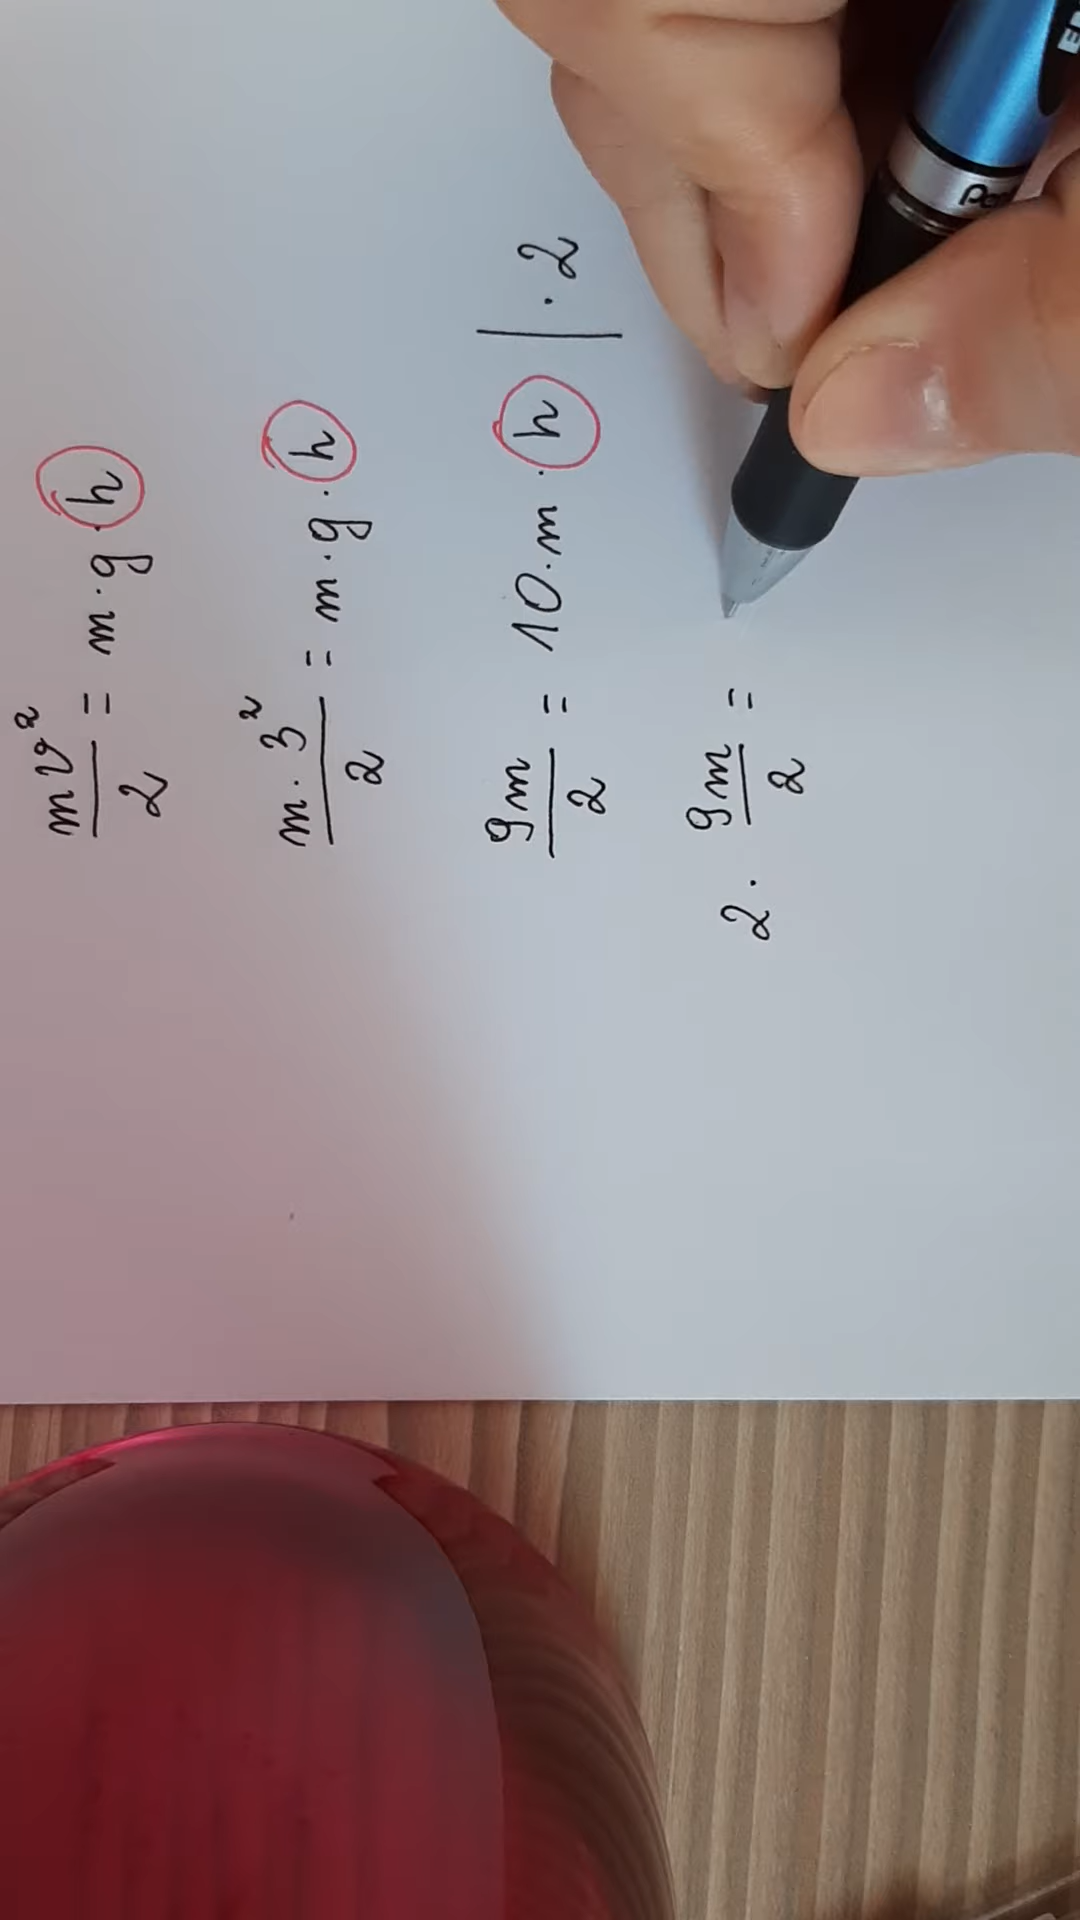 mv²/2 = m·g·h
m·3²/2 = m·g·h
9m/2 = 10·m·h | ·2
2·9m/2 =